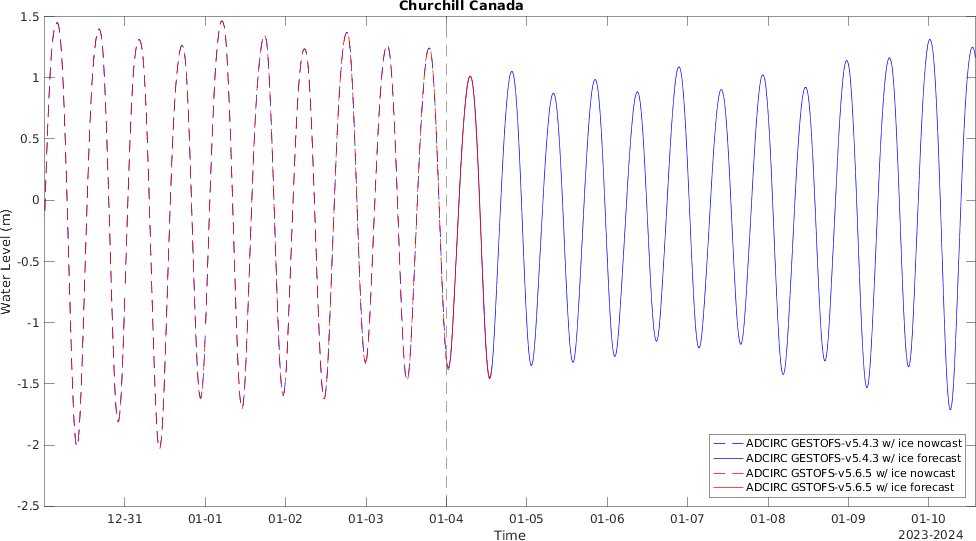 Churchill Canada
1.5
1
0.5
0
-0.5
-1
-1.5
-2
-2.5
Water Level (m)
ADCIRC GESTOFS-v5.4.3 w/ ice nowcast
ADCIRC GESTOFS-v5.4.3 w/ ice forecast
ADCIRC GSTOFS-v5.6.5 w/ ice nowcast
ADCIRC GSTOFS-v5.6.5 w/ ice forecast
12-31 01-01 01-02 01-03 01-04 01-05 01-06 01-07 01-08 01-09 01-10
Time
2023-2024